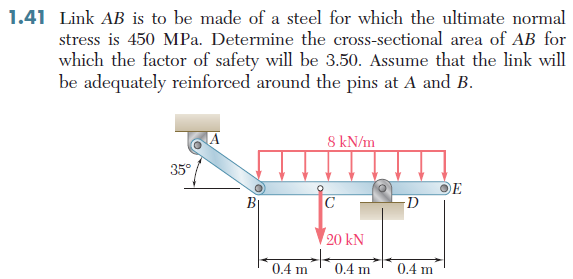 1.41 Link AB is to be made of a steel for which the ultimate normal
stress is 450 MPa. Determine the cross-sectional area of AB for
which the factor of safety will be 3.50. Assume that the link will
be adequately reinforced around the pins at A and B.
A
8 kN/m
35°
E
B
C
D
20 kN
0.4 m
0.4 m
0.4 m